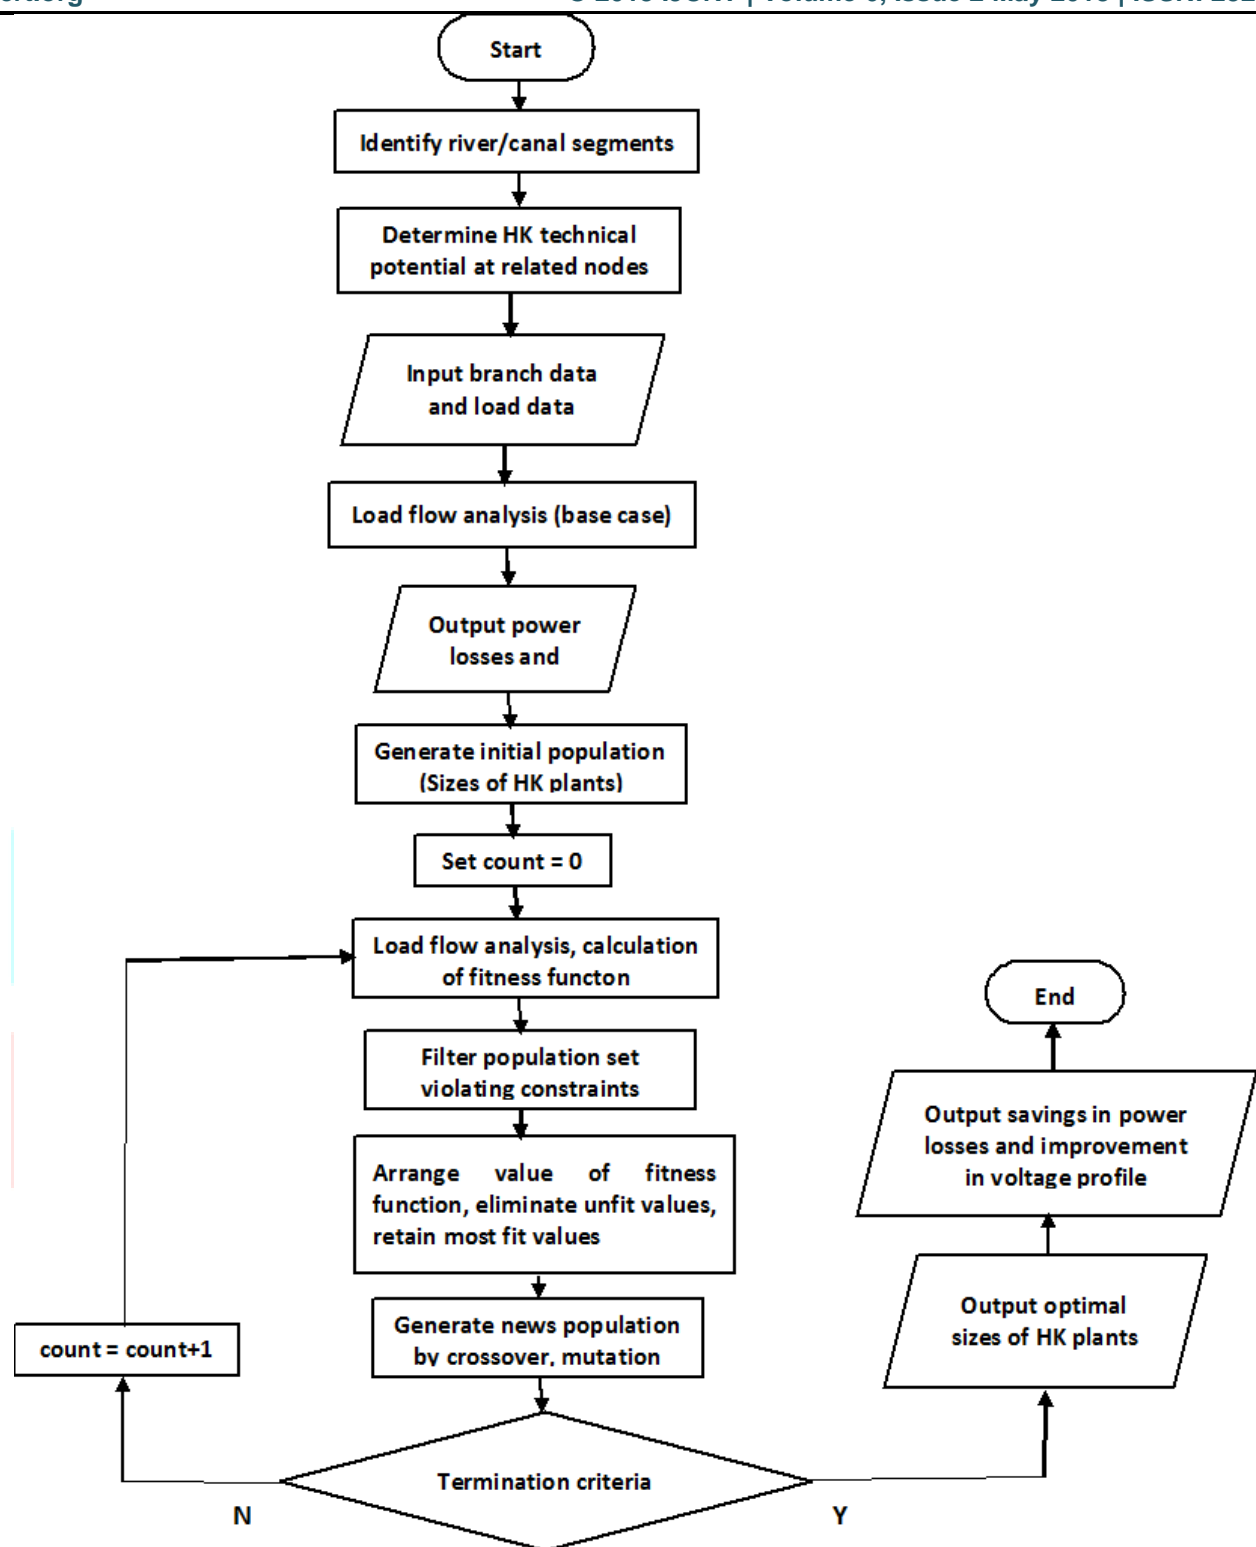 Start
Identify river/canal segments
Determine HK technical
potential at related nodes
Input branch data
and load data
Load flow analysis (base case)
Output power
losses and
Generate initial population
(Sizes of HK plants)
Set count = 0
Load flow analysis, calculation
of fitness functon
Filter population set
violating constraints
Arrange value of fitness
function, eliminate unfit values,
retain most fit values
Generate news population
by crossover, mutation
Termination criteria
N
Y
count = count+1
Output optimal
sizes of HK plants
Output savings in power
losses and improvement
in voltage profile
End